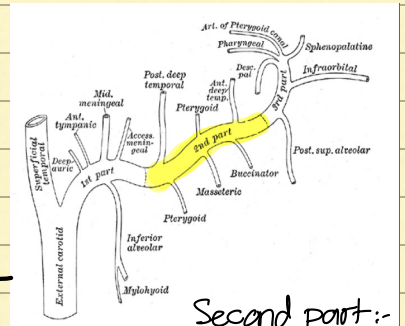 Art. of Pterygoid canal
Pharyngeal
Sphenopalatine
Desc. pal
Infraorbital
3rd part
Post. deep temporal
Ant. deep temp.
Mid. meningeal
Pterygoid
Ant. tympanic
Access. menin-geal
2nd part
Superficial temporal
Deep auric.
1st part
Post. sup. alveolar
Buccinator
Masseteric
Pterygoid
Inferior alveolar
External carotid
Mylohyoid
Second part:-